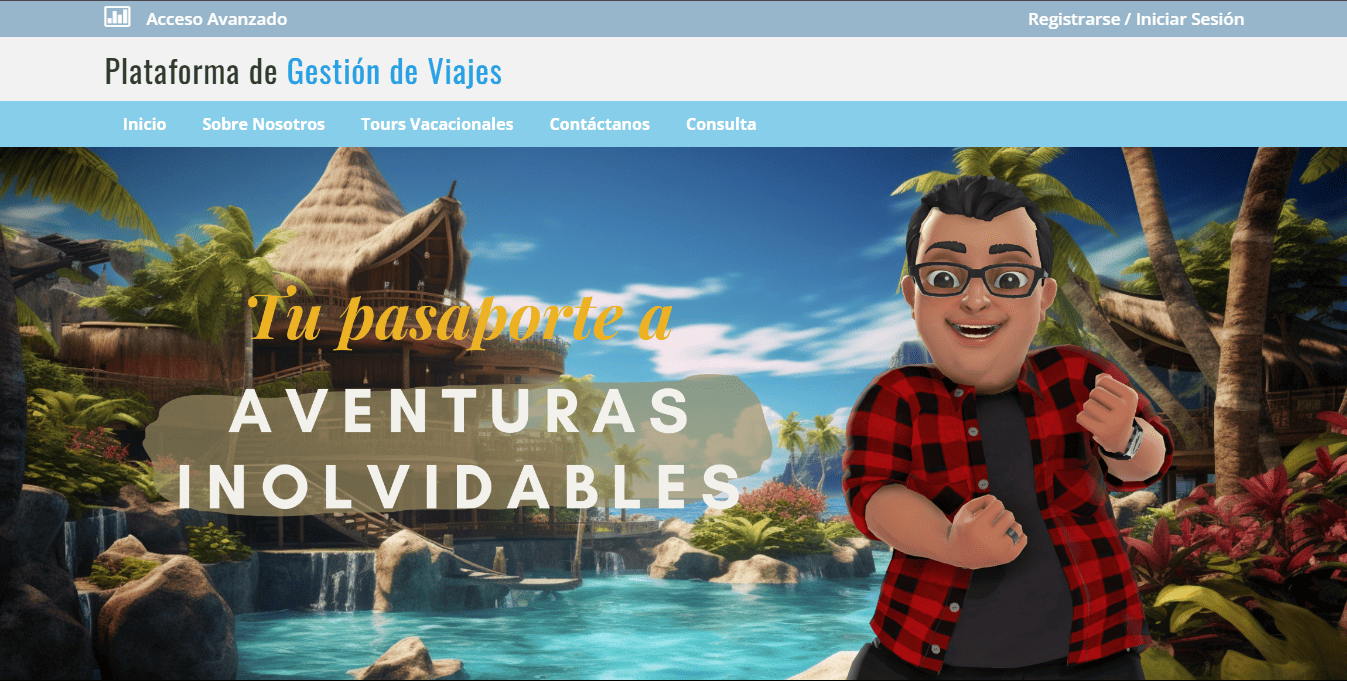 Acceso Avanzado
Registrarse / Iniciar Sesión
Plataforma de Gestión de Viajes
Inicio Sobre Nosotros Tours Vacacionales Contáctanos Consulta
Tu pasaporte a
AVENTURAS
INOLVIDABLES